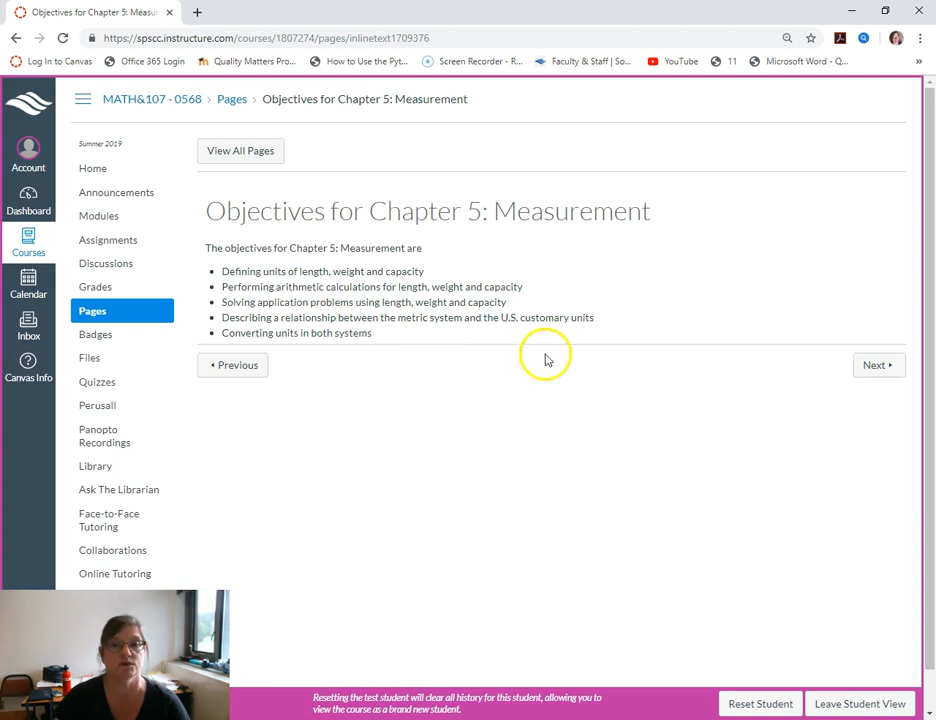 Objectives for Chapter 5: Measur
https://spscc.instructure.com/courses/1807274/pages/inlinetext1709376
Log In to Canvas Office 365 Login Quality Matters Pro... How to Use the Pyt... Screen Recorder - R... Faculty & Staff | So... YouTube 11 Microsoft Word - Q... »
MATH&107 - 0568 › Pages › Objectives for Chapter 5: Measurement
Account
Dashboard
Courses
Calendar
Inbox
Canvas Info
Summer 2019
Home
Announcements
Modules
Assignments
Discussions
Grades
Pages
Badges
Files
Quizzes
Perusall
Panopto
Recordings
Library
Ask The Librarian
Face-to-Face
Tutoring
Collaborations
Online Tutoring
View All Pages
Objectives for Chapter 5: Measurement
The objectives for Chapter 5: Measurement are
• Defining units of length, weight and capacity
• Performing arithmetic calculations for length, weight and capacity
• Solving application problems using length, weight and capacity
• Describing a relationship between the metric system and the U.S. customary units
• Converting units in both systems
Previous
Next
Resetting the test student will clear all history for this student, allowing you to
view the course as a brand new student.
Reset Student
Leave Student View